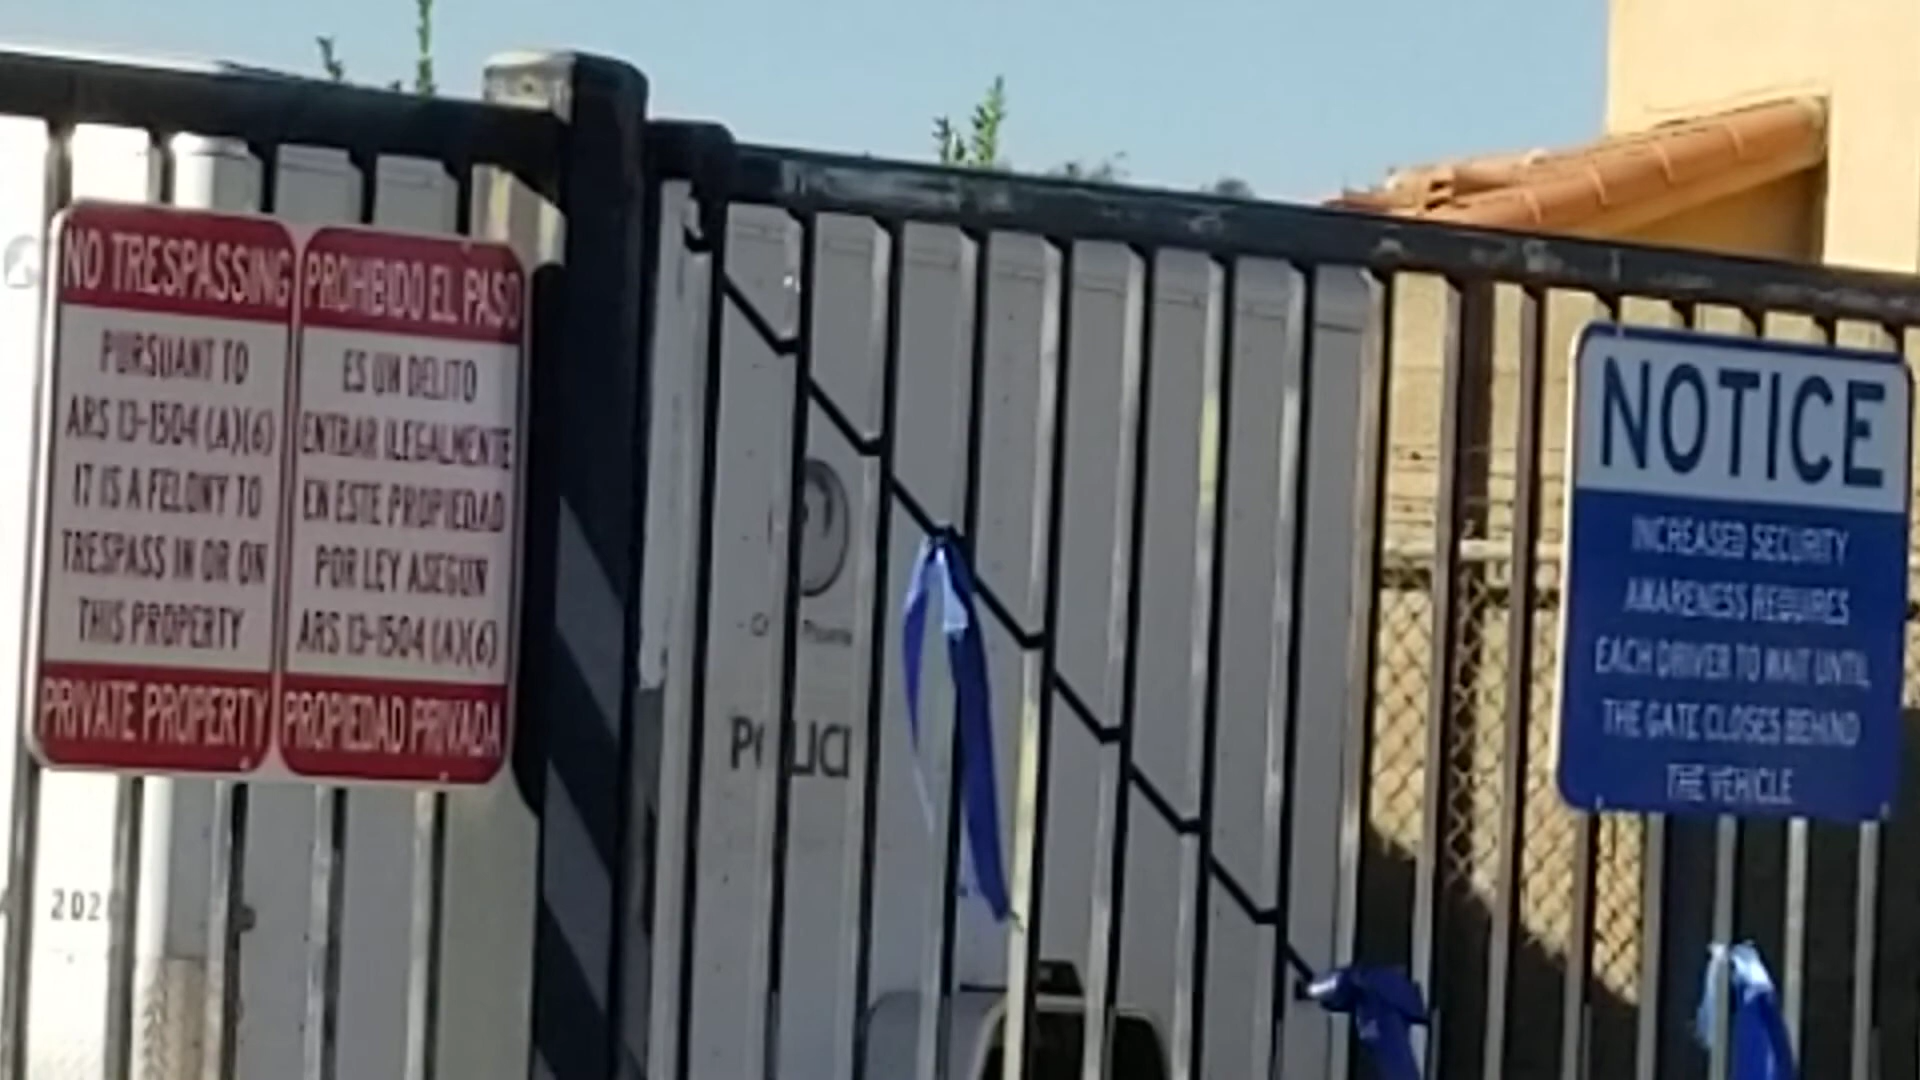 NO TRESPASSING
PURSUANT TO
ARS 13-1504 (A)(6)
IT IS A FELONY TO
TRESPASS IN OR ON
THIS PROPERTY
PRIVATE PROPERTY
PROHIBIDO EL PASO
ES UN DELITO
ENTRAR ILEGALMENTE
EN ESTE PROPIEDAD
POR LEY ASEGUN
ARS 13-1504 (A)(6)
PROPIEDAD PRIVADA
NOTICE
INCREASED SECURITY
AWARENESS REQUIRES
EACH DRIVER TO WAIT UNTIL
THE GATE CLOSES BEHIND
THE VEHICLE